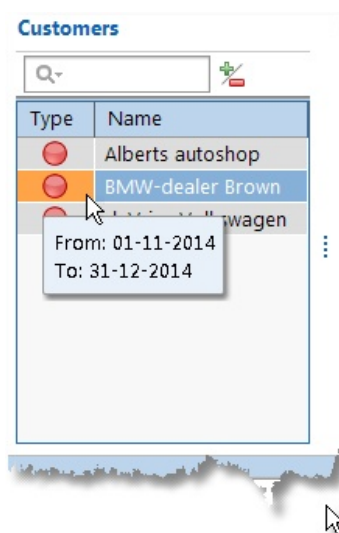 Customers
Type Name
Alberts autoshop
BMW-dealer Brown
From: 01-11-2014
To: 31-12-2014